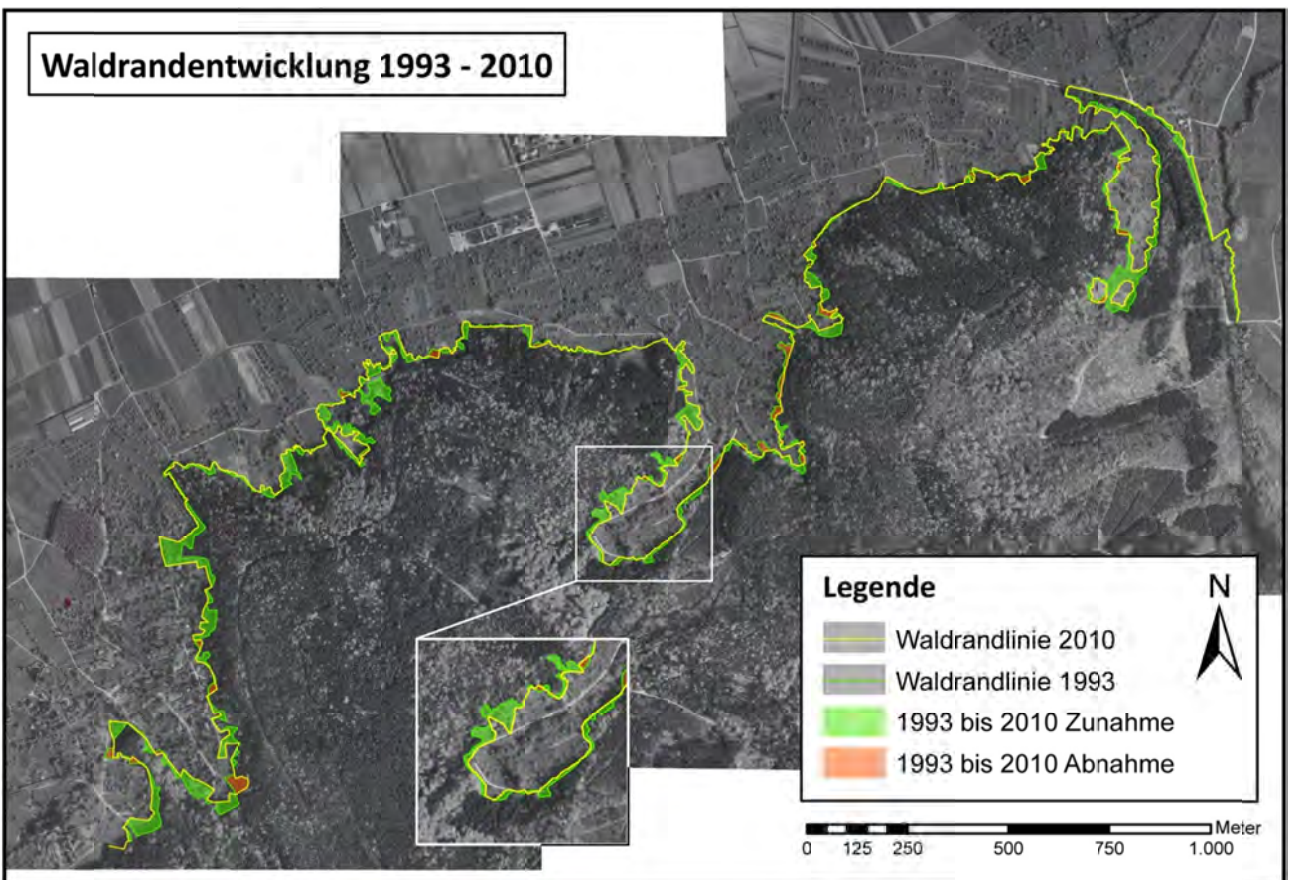 Waldrandentwicklung 1993 - 2010
Legende
N
Waldrandlinie 2010
Waldrandlinie 1993
1993 bis 2010 Zunahme
1993 bis 2010 Abnahme
Meter
0 125 250 500 750 1.000